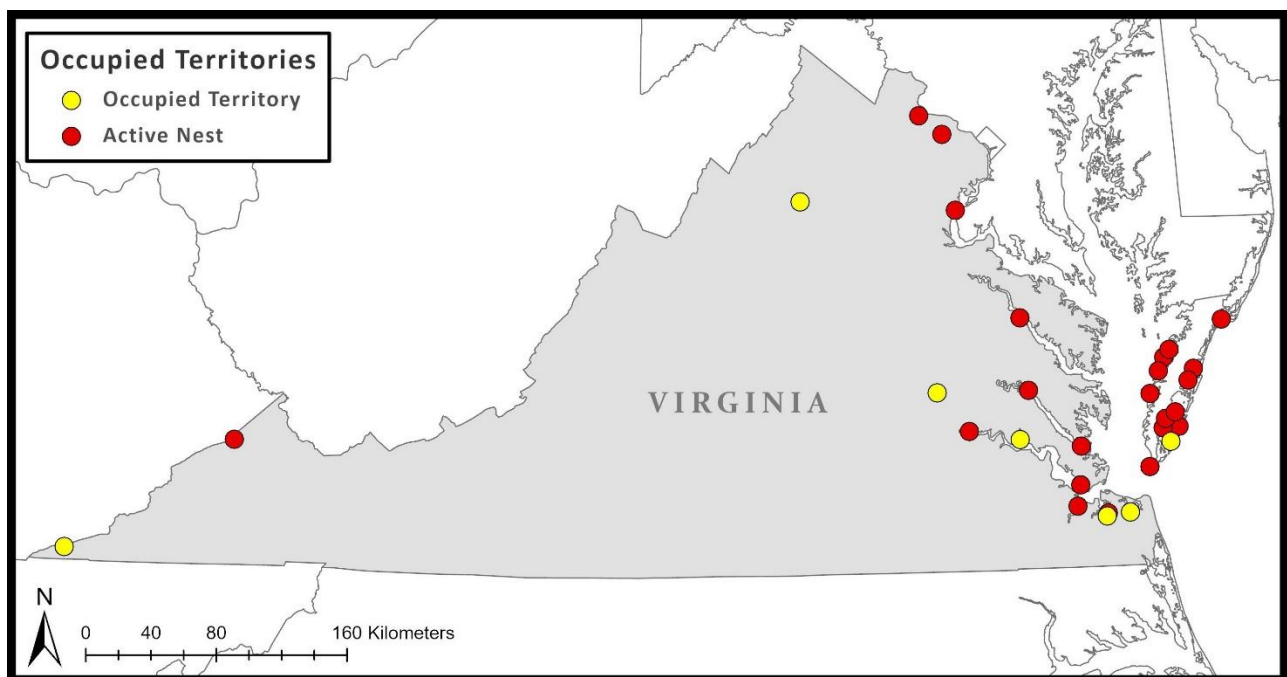 Occupied Territories
Occupied Territory
Active Nest
VIRGINIA
N
0 40 80 160 Kilometers